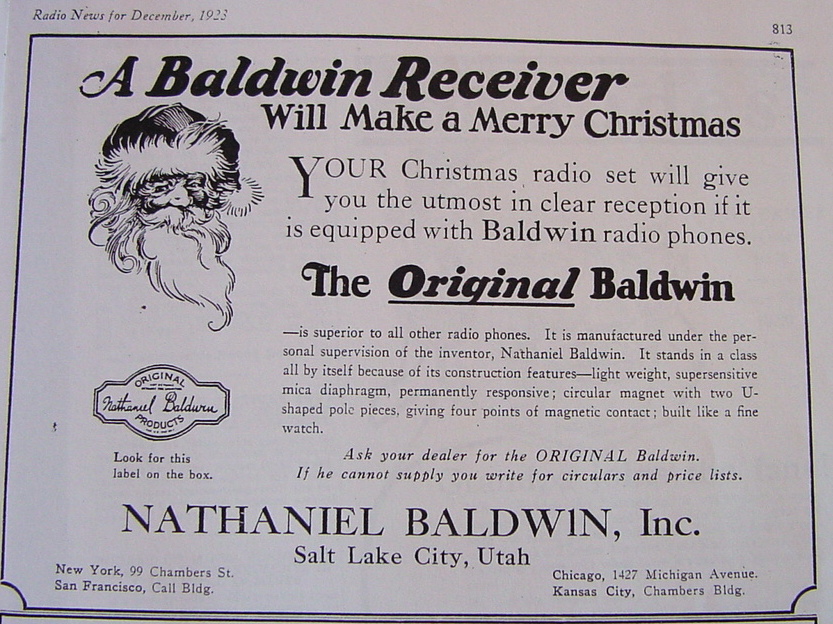 Radio News for December, 1923
813
A Baldwin Receiver
Will Make a Merry Christmas
YOUR Christmas radio set will give
you the utmost in clear reception if it
is equipped with Baldwin radio phones.
The Original Baldwin
—is superior to all other radio phones. It is manufactured under the per-
sonal supervision of the inventor, Nathaniel Baldwin. It stands in a class
all by itself because of its construction features—light weight, supersensitive
mica diaphragm, permanently responsive; circular magnet with two U-
shaped pole pieces, giving four points of magnetic contact; built like a fine
watch.
ORIGINAL
Nathaniel Baldwin
PRODUCTS
Look for this
label on the box.
Ask your dealer for the ORIGINAL Baldwin.
If he cannot supply you write for circulars and price lists.
NATHANIEL BALDWIN, Inc.
Salt Lake City, Utah
New York, 99 Chambers St.
San Francisco, Call Bldg.
Chicago, 1427 Michigan Avenue.
Kansas City, Chambers Bldg.